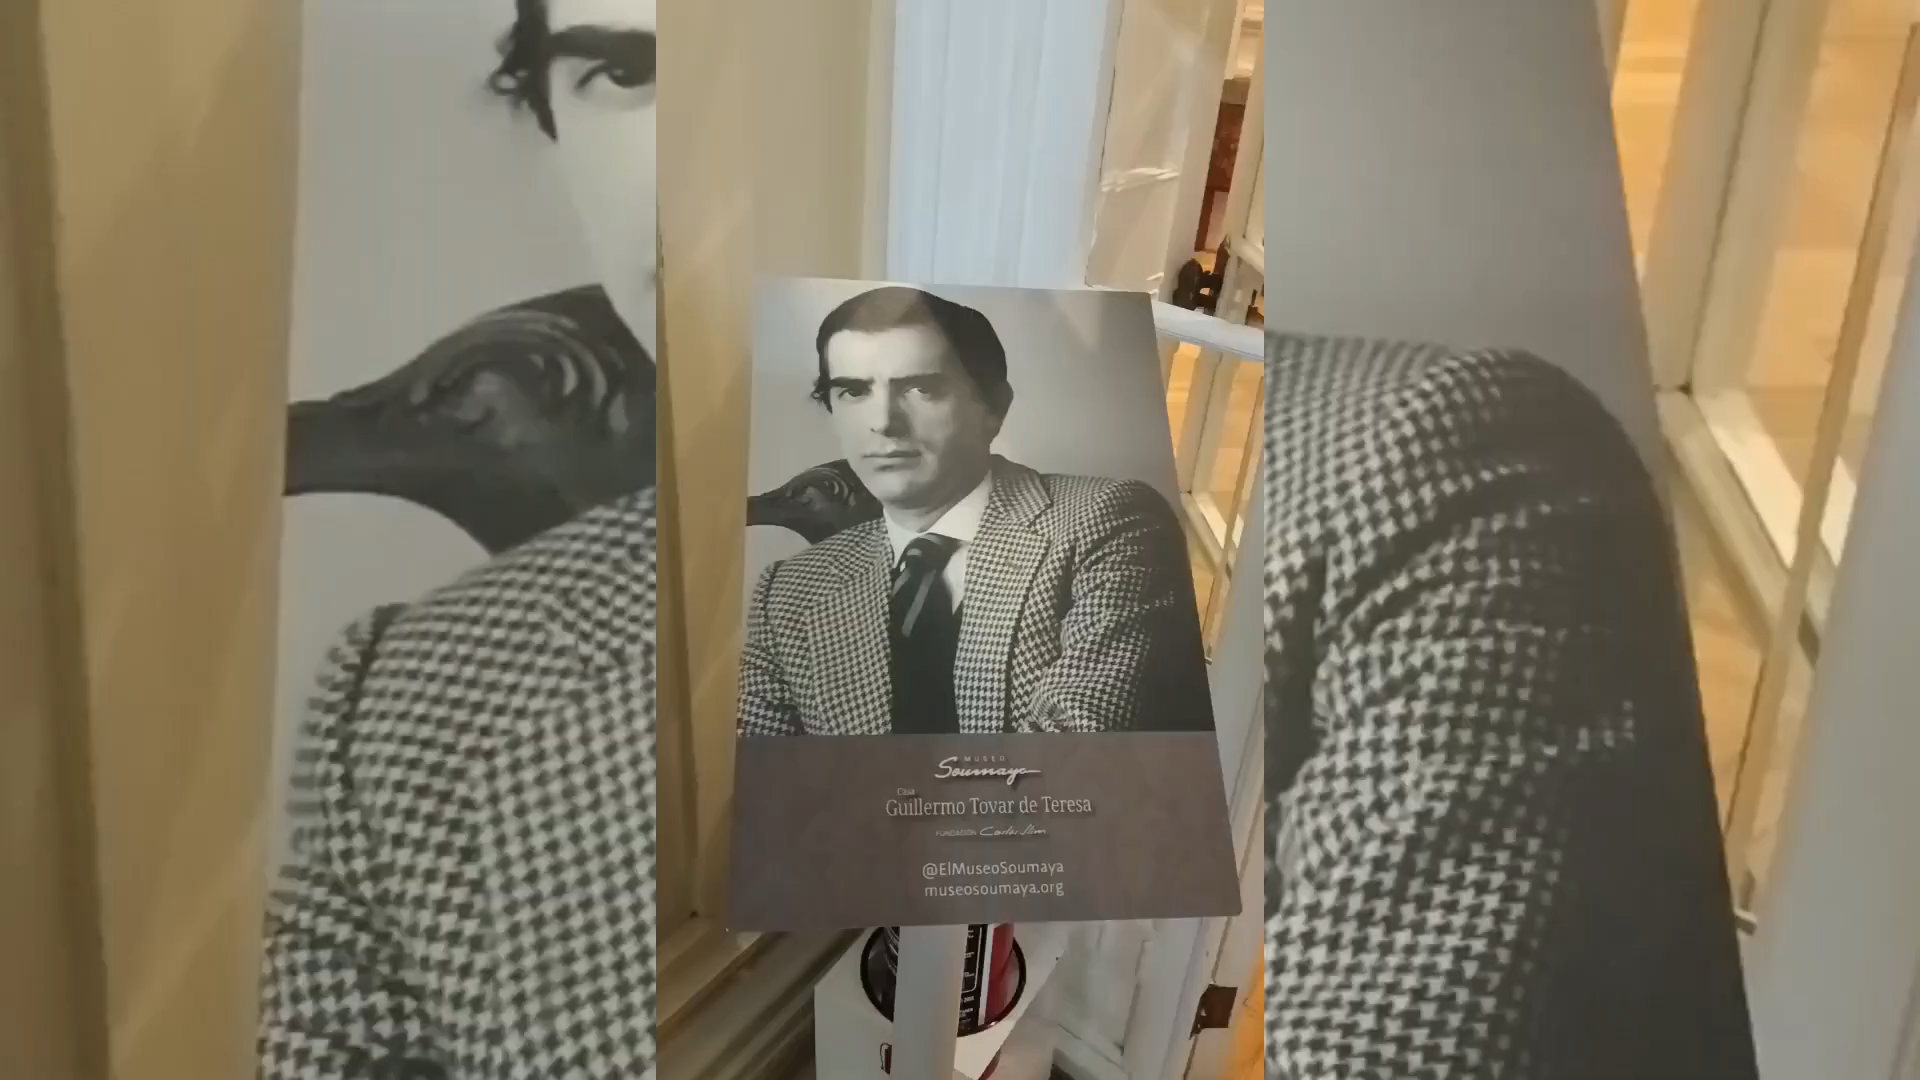 MUSEO
Soumaya
Casa
Guillermo Tovar de Teresa
FUNDACIÓN Carlos Slim
@ElMuseoSoumaya
museosoumaya.org